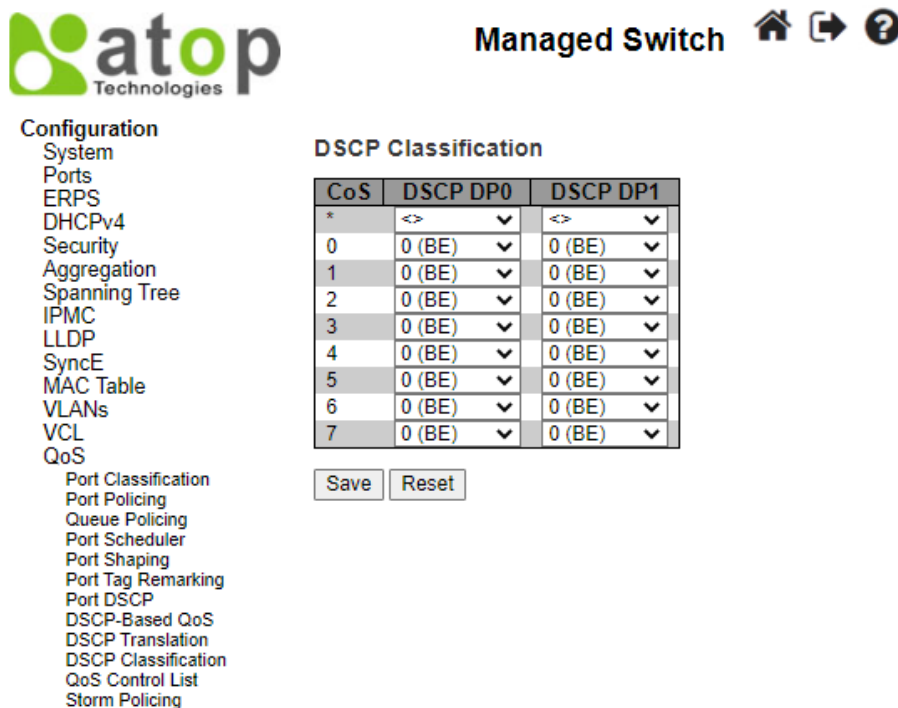 atop
Technologies
Managed Switch
Configuration
System
Ports
ERPS
DHCPv4
Security
Aggregation
Spanning Tree
IPMC
LLDP
SyncE
MAC Table
VLANs
VCL
QoS
Port Classification
Port Policing
Queue Policing
Port Scheduler
Port Shaping
Port Tag Remarking
Port DSCP
DSCP-Based QoS
DSCP Translation
DSCP Classification
QoS Control List
Storm Policing
DSCP Classification
CoS DSCP DP0 DSCP DP1
* <> <>
0 0 (BE) 0 (BE)
1 0 (BE) 0 (BE)
2 0 (BE) 0 (BE)
3 0 (BE) 0 (BE)
4 0 (BE) 0 (BE)
5 0 (BE) 0 (BE)
6 0 (BE) 0 (BE)
7 0 (BE) 0 (BE)
Save Reset